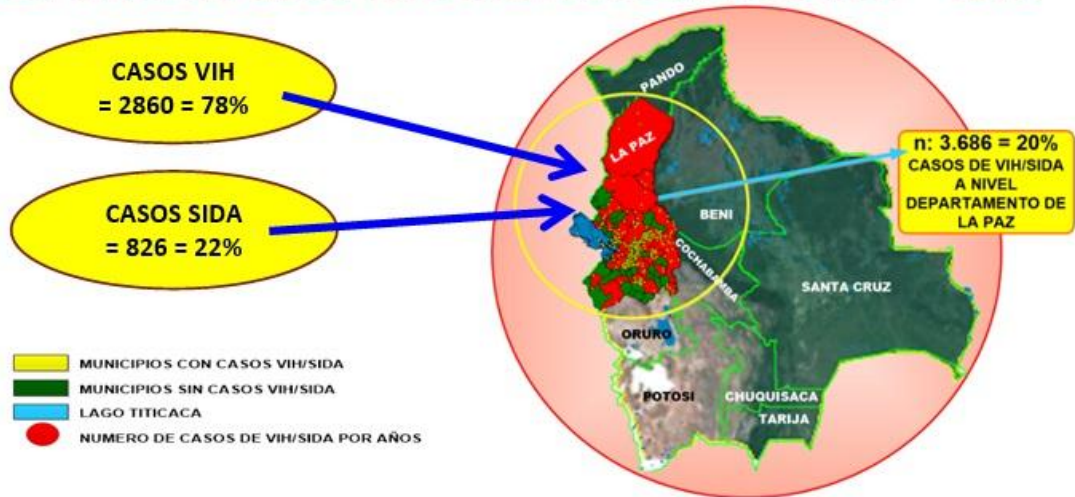 CASOS VIH
= 2860 = 78%
CASOS SIDA
= 826 = 22%
PANDO
LA PAZ
BENI
COCHABAMBA
SANTA CRUZ
ORURO
POTOSI
CHUQUISACA
TARIJA
n: 3.686 = 20%
CASOS DE VIH/SIDA
A NIVEL
DEPARTAMENTO DE
LA PAZ
MUNICIPIOS CON CASOS VIH/SIDA
MUNICIPIOS SIN CASOS VIH/SIDA
LAGO TITICACA
NUMERO DE CASOS DE VIH/SIDA POR AÑOS